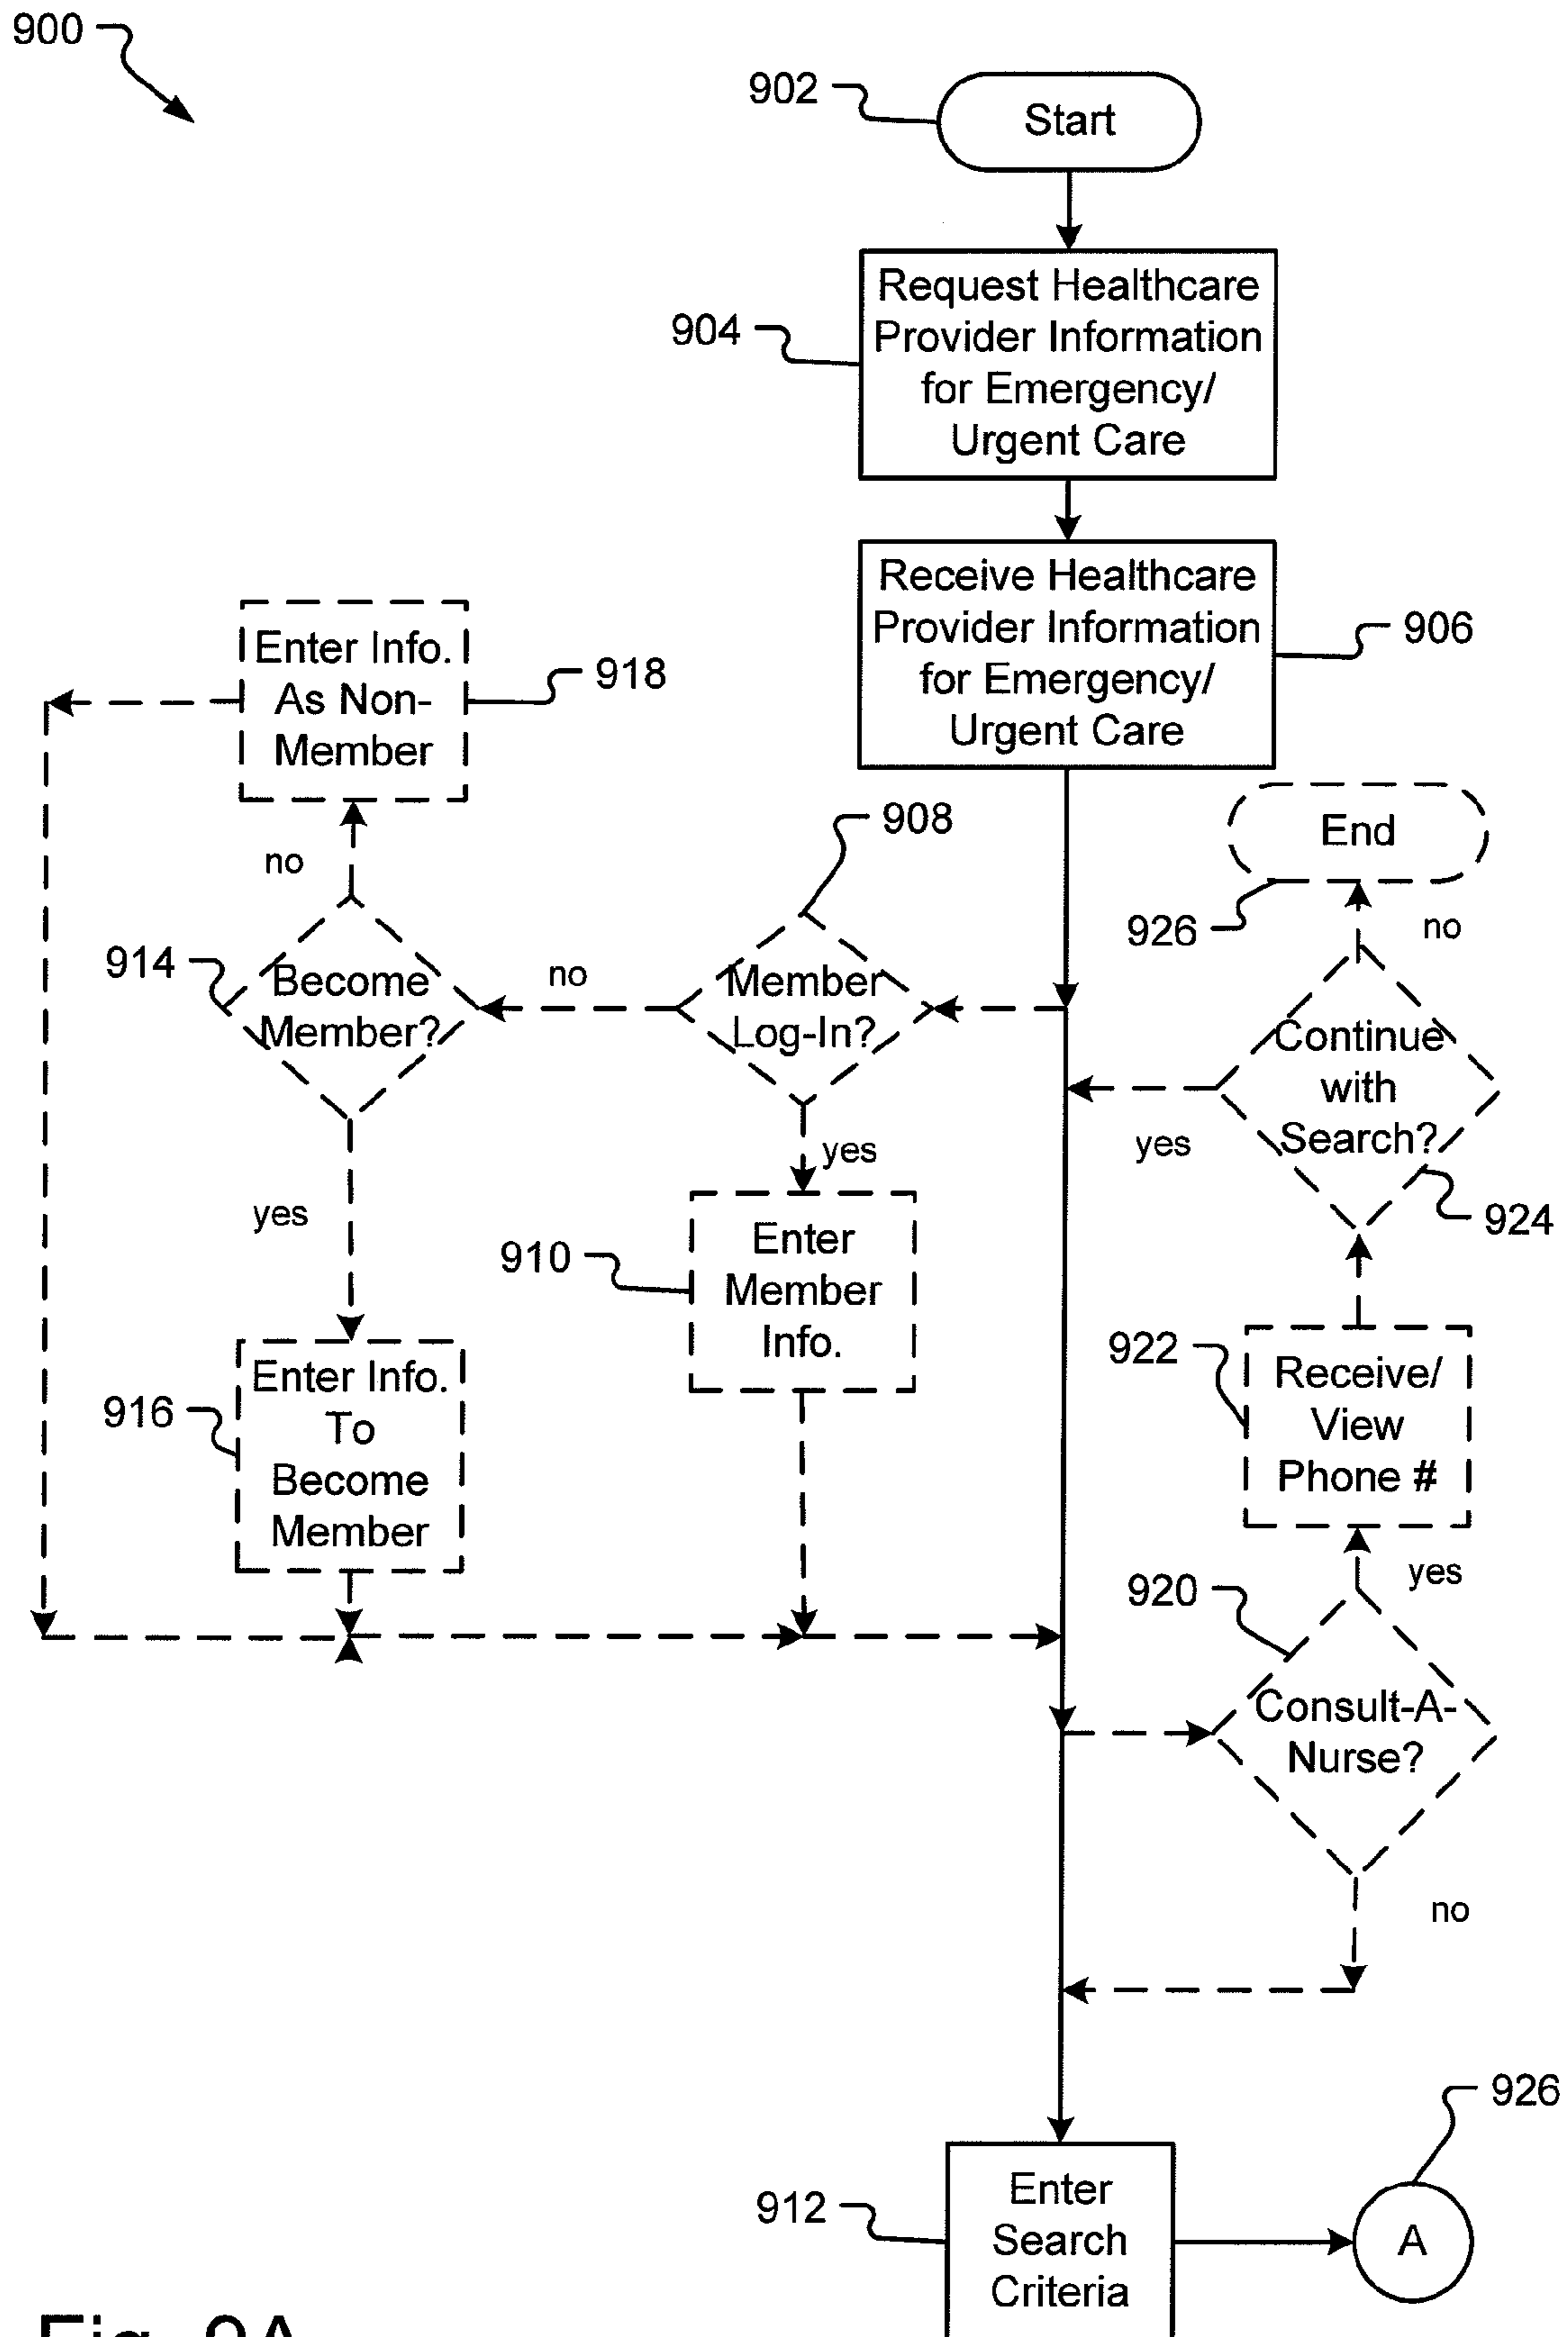 900
902
Start
904
Request Healthcare
Provider Information
for Emergency/
Urgent Care
Receive Healthcare
Provider Information
for Emergency/
Urgent Care
906
Enter Info.
As Non-
Member
918
no
908
End
926
no
914
Become
Member?
no
Member
Log-In?
Continue
with
Search?
yes
yes
924
yes
910
Enter
Member
Info.
922
Receive/
View
Phone #
916
Enter Info.
To
Become
Member
yes
920
Consult-A-
Nurse?
no
926
912
Enter
Search
Criteria
A
Fig. 9A